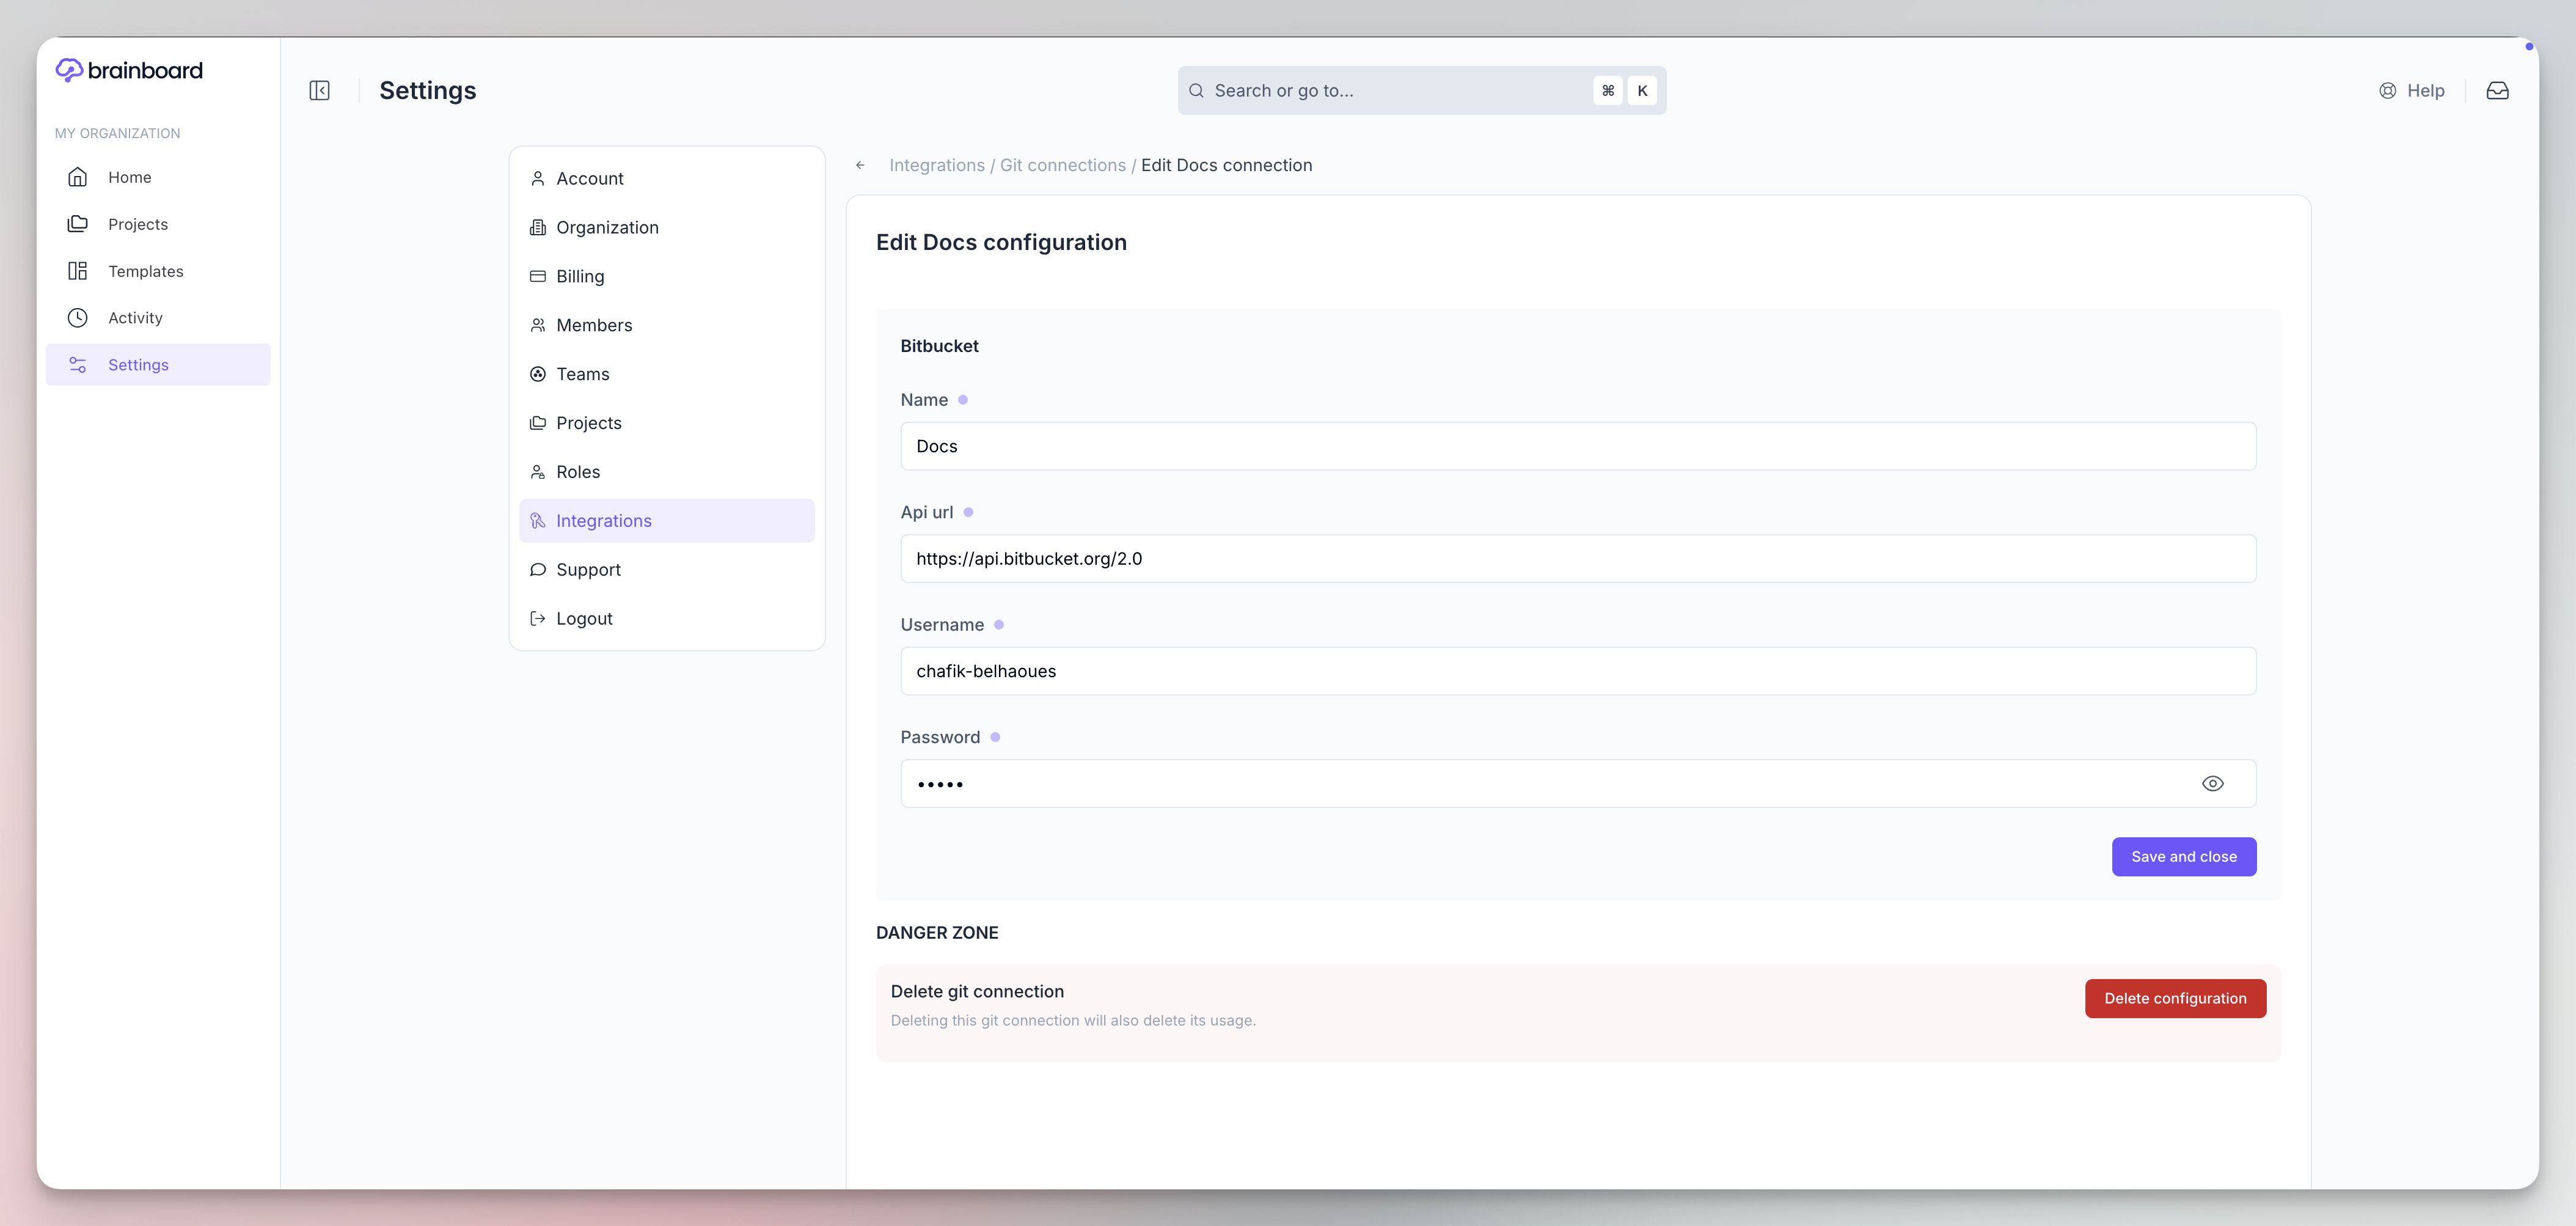 brainboard
MY ORGANIZATION
Home
Projects
Templates
Activity
Settings
Settings
Search or go to...
⌘ K
Help
Account
Organization
Billing
Members
Teams
Projects
Roles
Integrations
Support
Logout
Integrations / Git connections / Edit Docs connection
Edit Docs configuration
Bitbucket
Name
Docs
Api url
https://api.bitbucket.org/2.0
Username
chafik-belhaoues
Password
•••••
Save and close
DANGER ZONE
Delete git connection
Deleting this git connection will also delete its usage.
Delete configuration